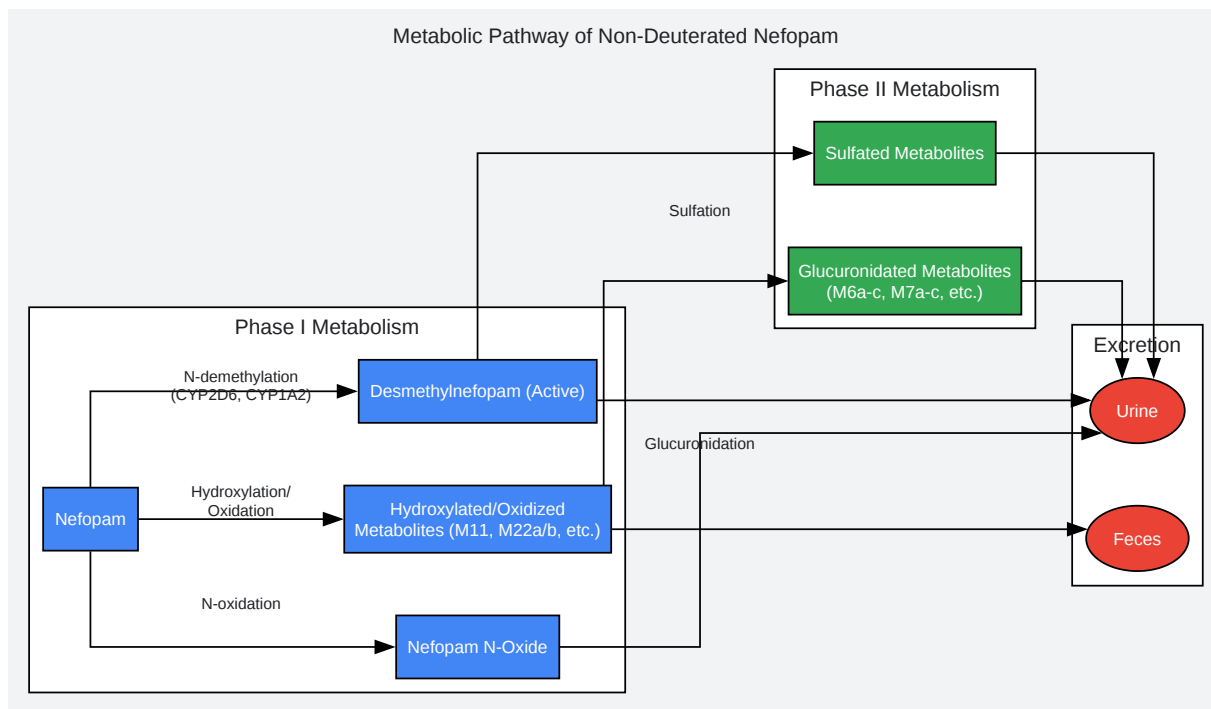 Metabolic Pathway of Non-Deuterated Nefopam
Phase II Metabolism
Sulfated Metabolites
Sulfation
Glucuronidated Metabolites
(M6a-c, M7a-c, etc.)
Phase I Metabolism
Excretion
N-demethylation
(CYP2D6, CYP1A2)
Desmethylnefopam (Active)
Urine
Glucuronidation
Hydroxylation/
Oxidation
Nefopam
Hydroxylated/Oxidized
Metabolites (M11, M22a/b, etc.)
Feces
N-oxidation
Nefopam N-Oxide